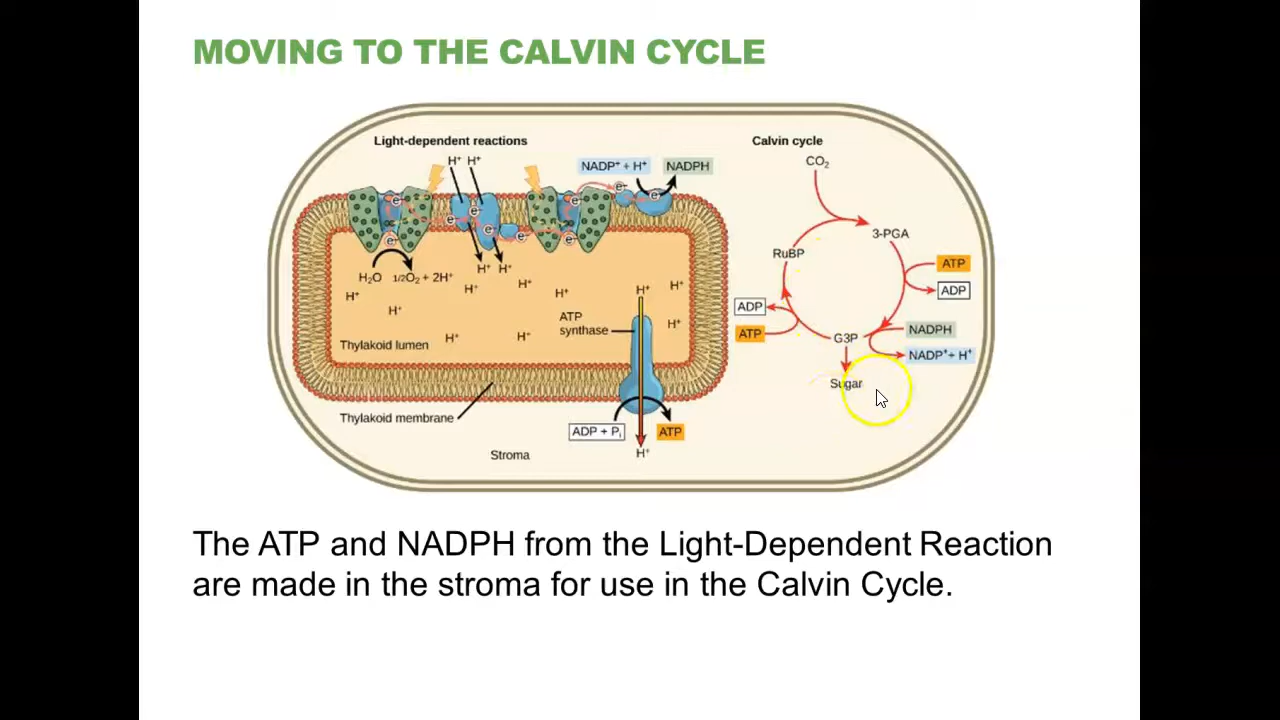 MOVING TO THE CALVIN CYCLE
Light-dependent reactions
Calvin cycle
H⁺ H⁺
NADP⁺ + H⁺
NADPH
CO₂
e⁻
e⁻
e⁻
e⁻
e⁻
e⁻
e⁻
e⁻
e⁻
e⁻
3-PGA
RuBP
ATP
ADP
H₂O 1/2O₂ + 2H⁺
H⁺ H⁺
H⁺
H⁺
H⁺
H⁺
H⁺
H⁺
H⁺
H⁺
H⁺
H⁺
ATP
synthase
ADP
ATP
G3P
NADPH
NADP⁺+ H⁺
Thylakoid lumen
Sugar
Thylakoid membrane
ADP + Pᵢ
ATP
Stroma
H⁺
The ATP and NADPH from the Light-Dependent Reaction
are made in the stroma for use in the Calvin Cycle.